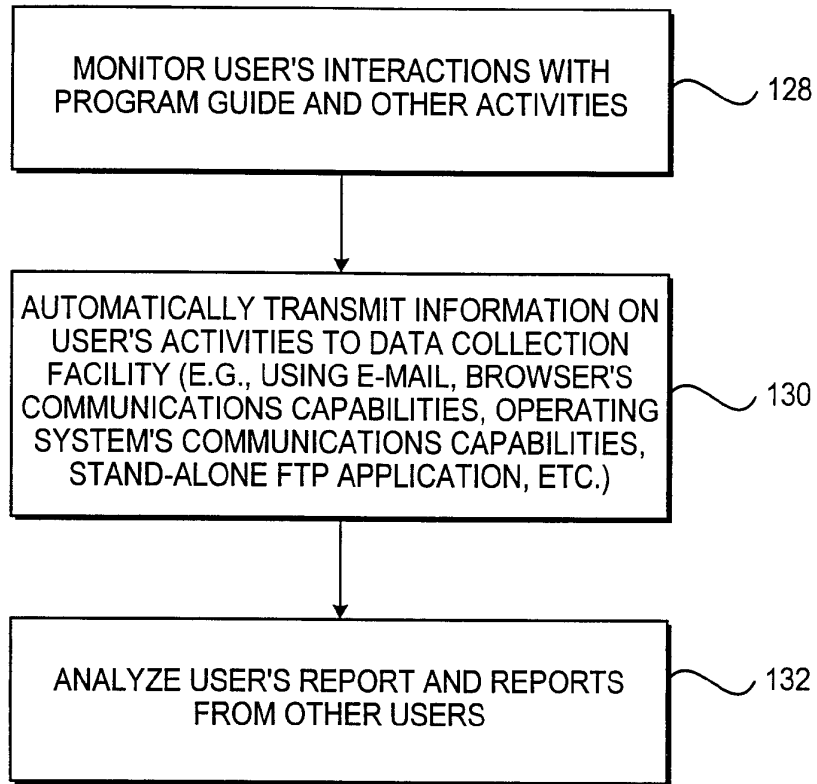 MONITOR USER'S INTERACTIONS WITH
PROGRAM GUIDE AND OTHER ACTIVITIES
128
AUTOMATICALLY TRANSMIT INFORMATION ON
USER'S ACTIVITIES TO DATA COLLECTION
FACILITY (E.G., USING E-MAIL, BROWSER'S
COMMUNICATIONS CAPABILITIES, OPERATING
SYSTEM'S COMMUNICATIONS CAPABILITIES,
STAND-ALONE FTP APPLICATION, ETC.)
130
ANALYZE USER'S REPORT AND REPORTS
FROM OTHER USERS
132